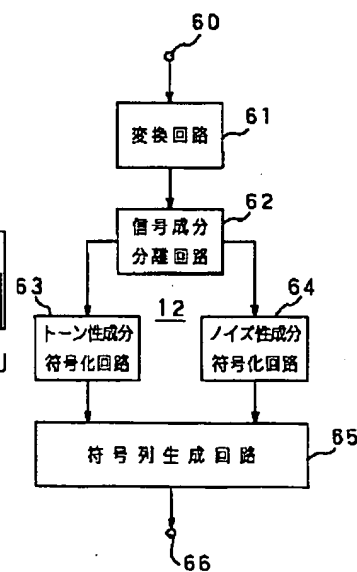 60
61
変換回路
62
信号成分
分離回路
63
12
64
トーン性成分
符号化回路
ノイズ性成分
符号化回路
符号列生成回路
65
66